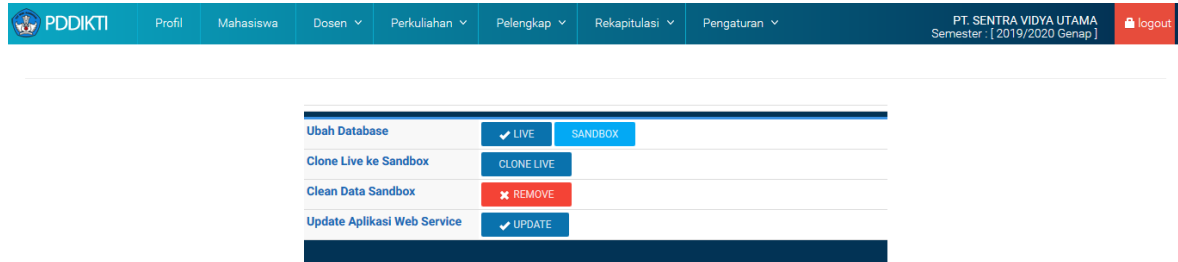 PDDIKTI Profil Mahasiswa Dosen Perkuliahan Pelengkap Rekapitulasi Pengaturan PT. SENTRA VIDYA UTAMA logout
Semester : [ 2019/2020 Genap ]
Ubah Database LIVE SANDBOX
Clone Live ke Sandbox CLONE LIVE
Clean Data Sandbox REMOVE
Update Aplikasi Web Service UPDATE